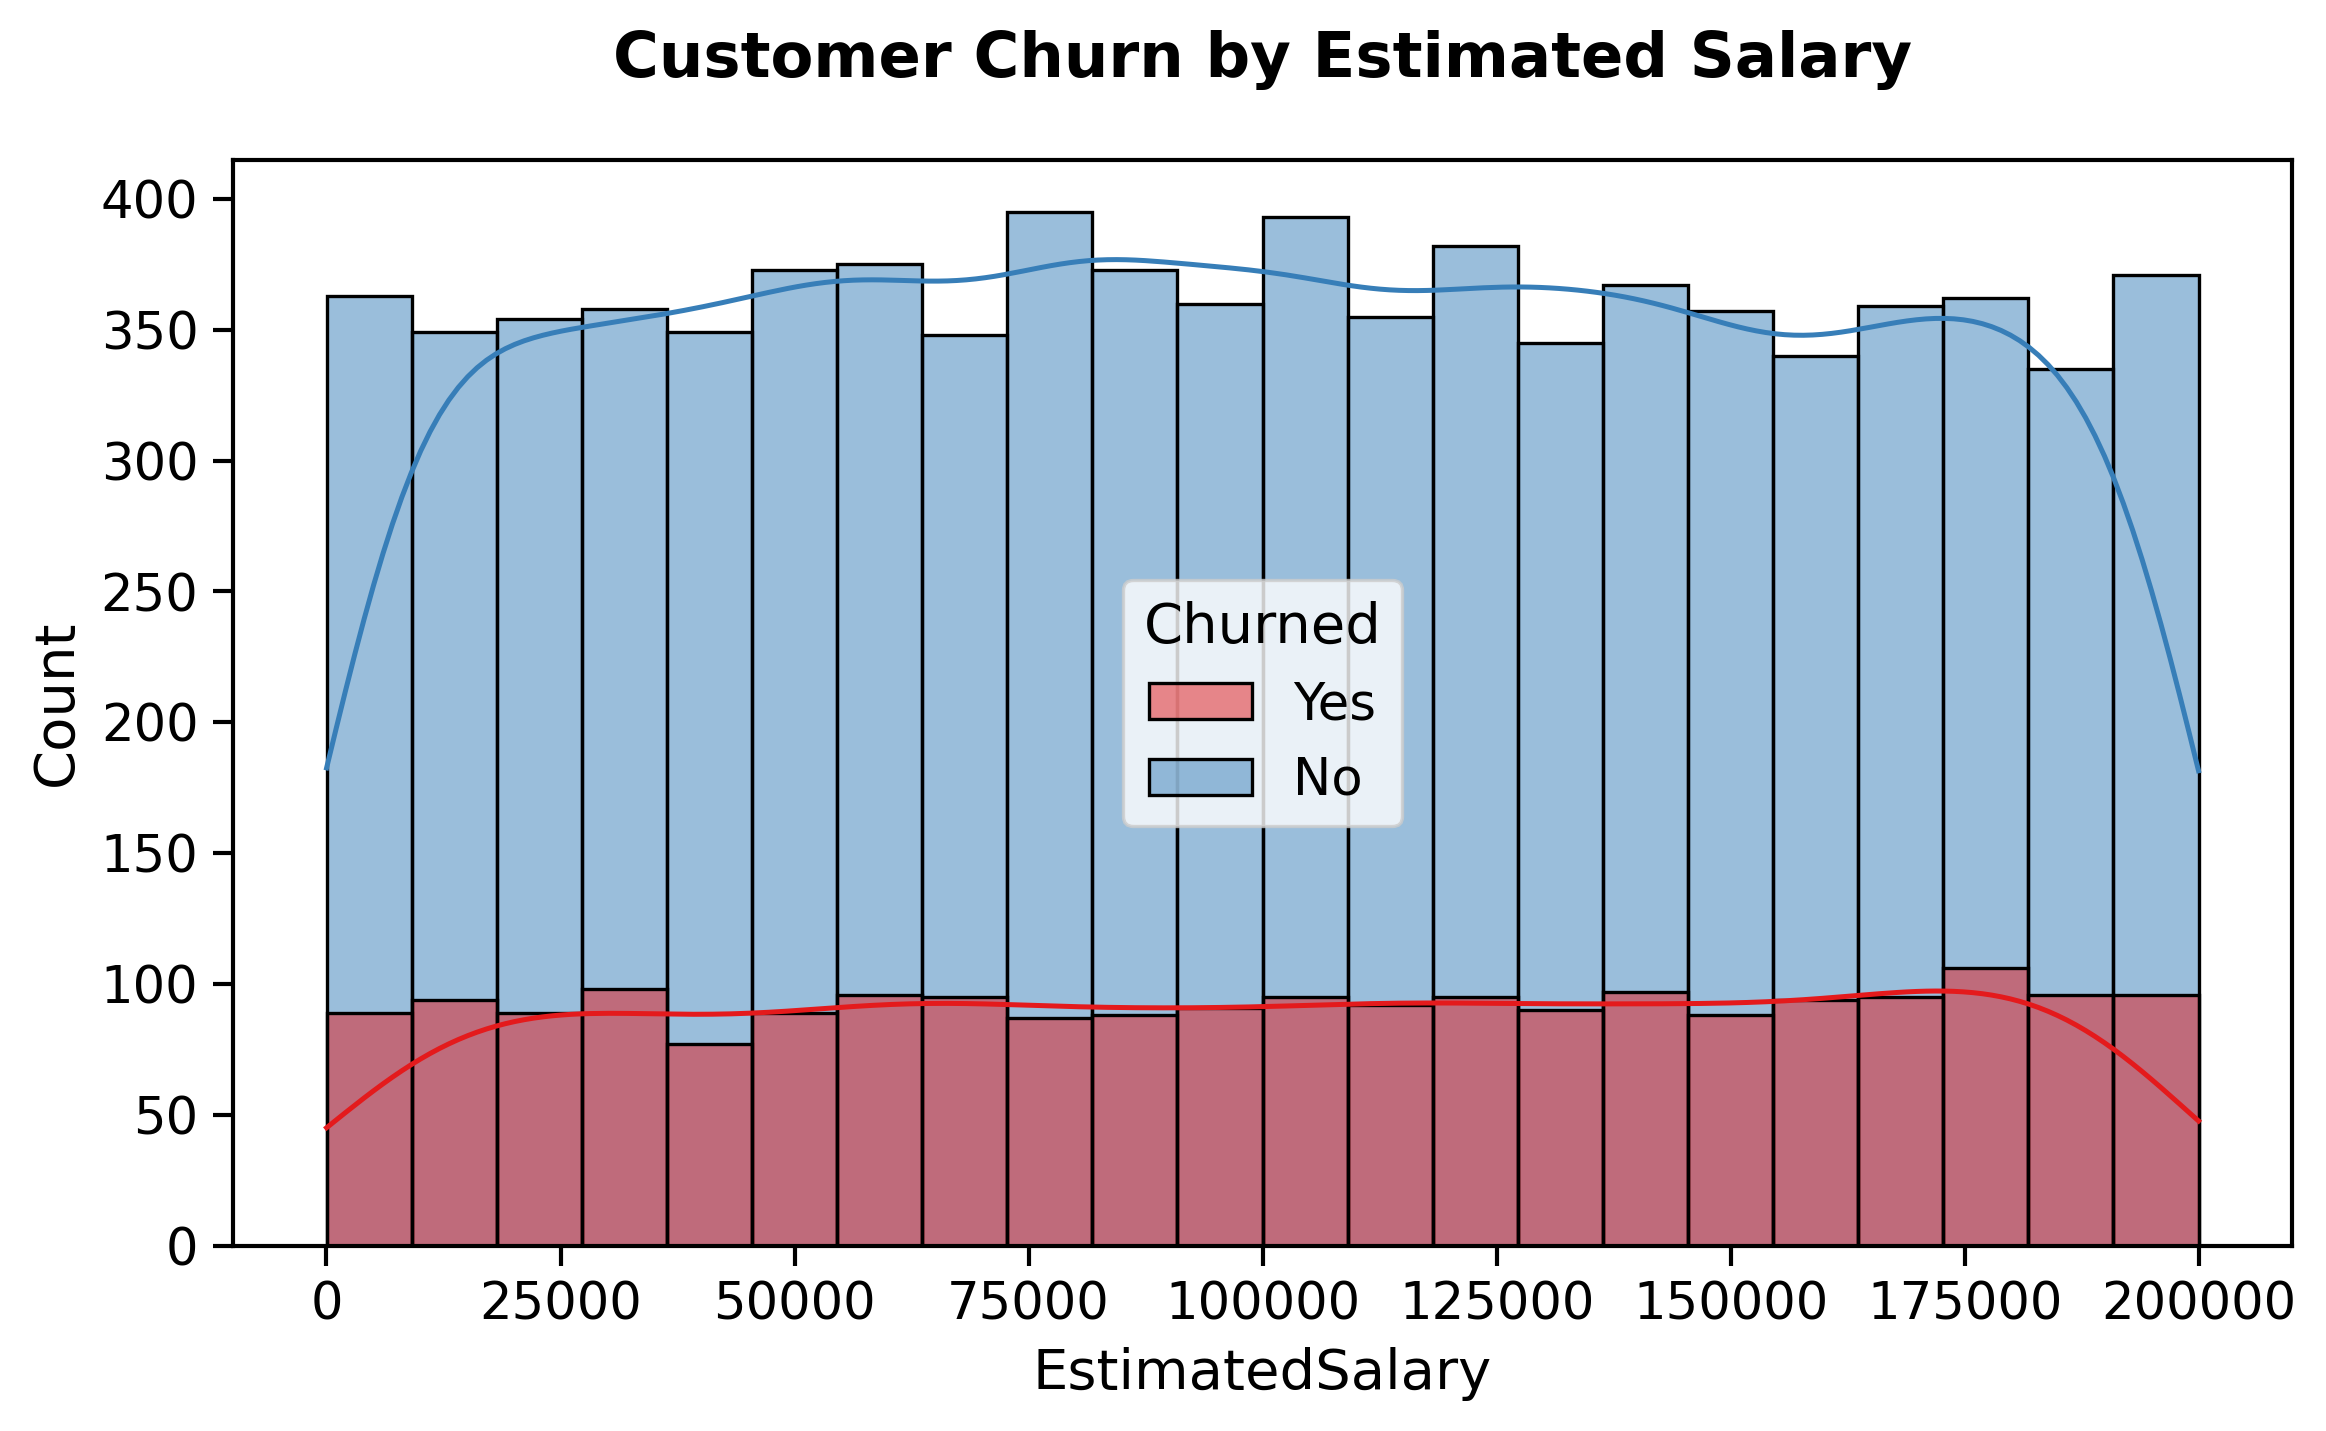 Customer Churn by Estimated Salary
400
350
300
250
200
150
100
50
0
Count
Churned
Yes
No
0 25000 50000 75000 100000 125000 150000 175000 200000
EstimatedSalary